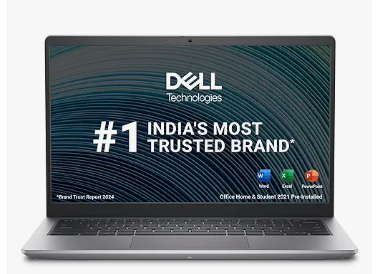 DELL
Technologies
#1 INDIA'S MOST
TRUSTED BRAND*
Word Excel PowerPoint
*Brand Trust Report 2024
Office Home & Student 2021 Pre-Installed